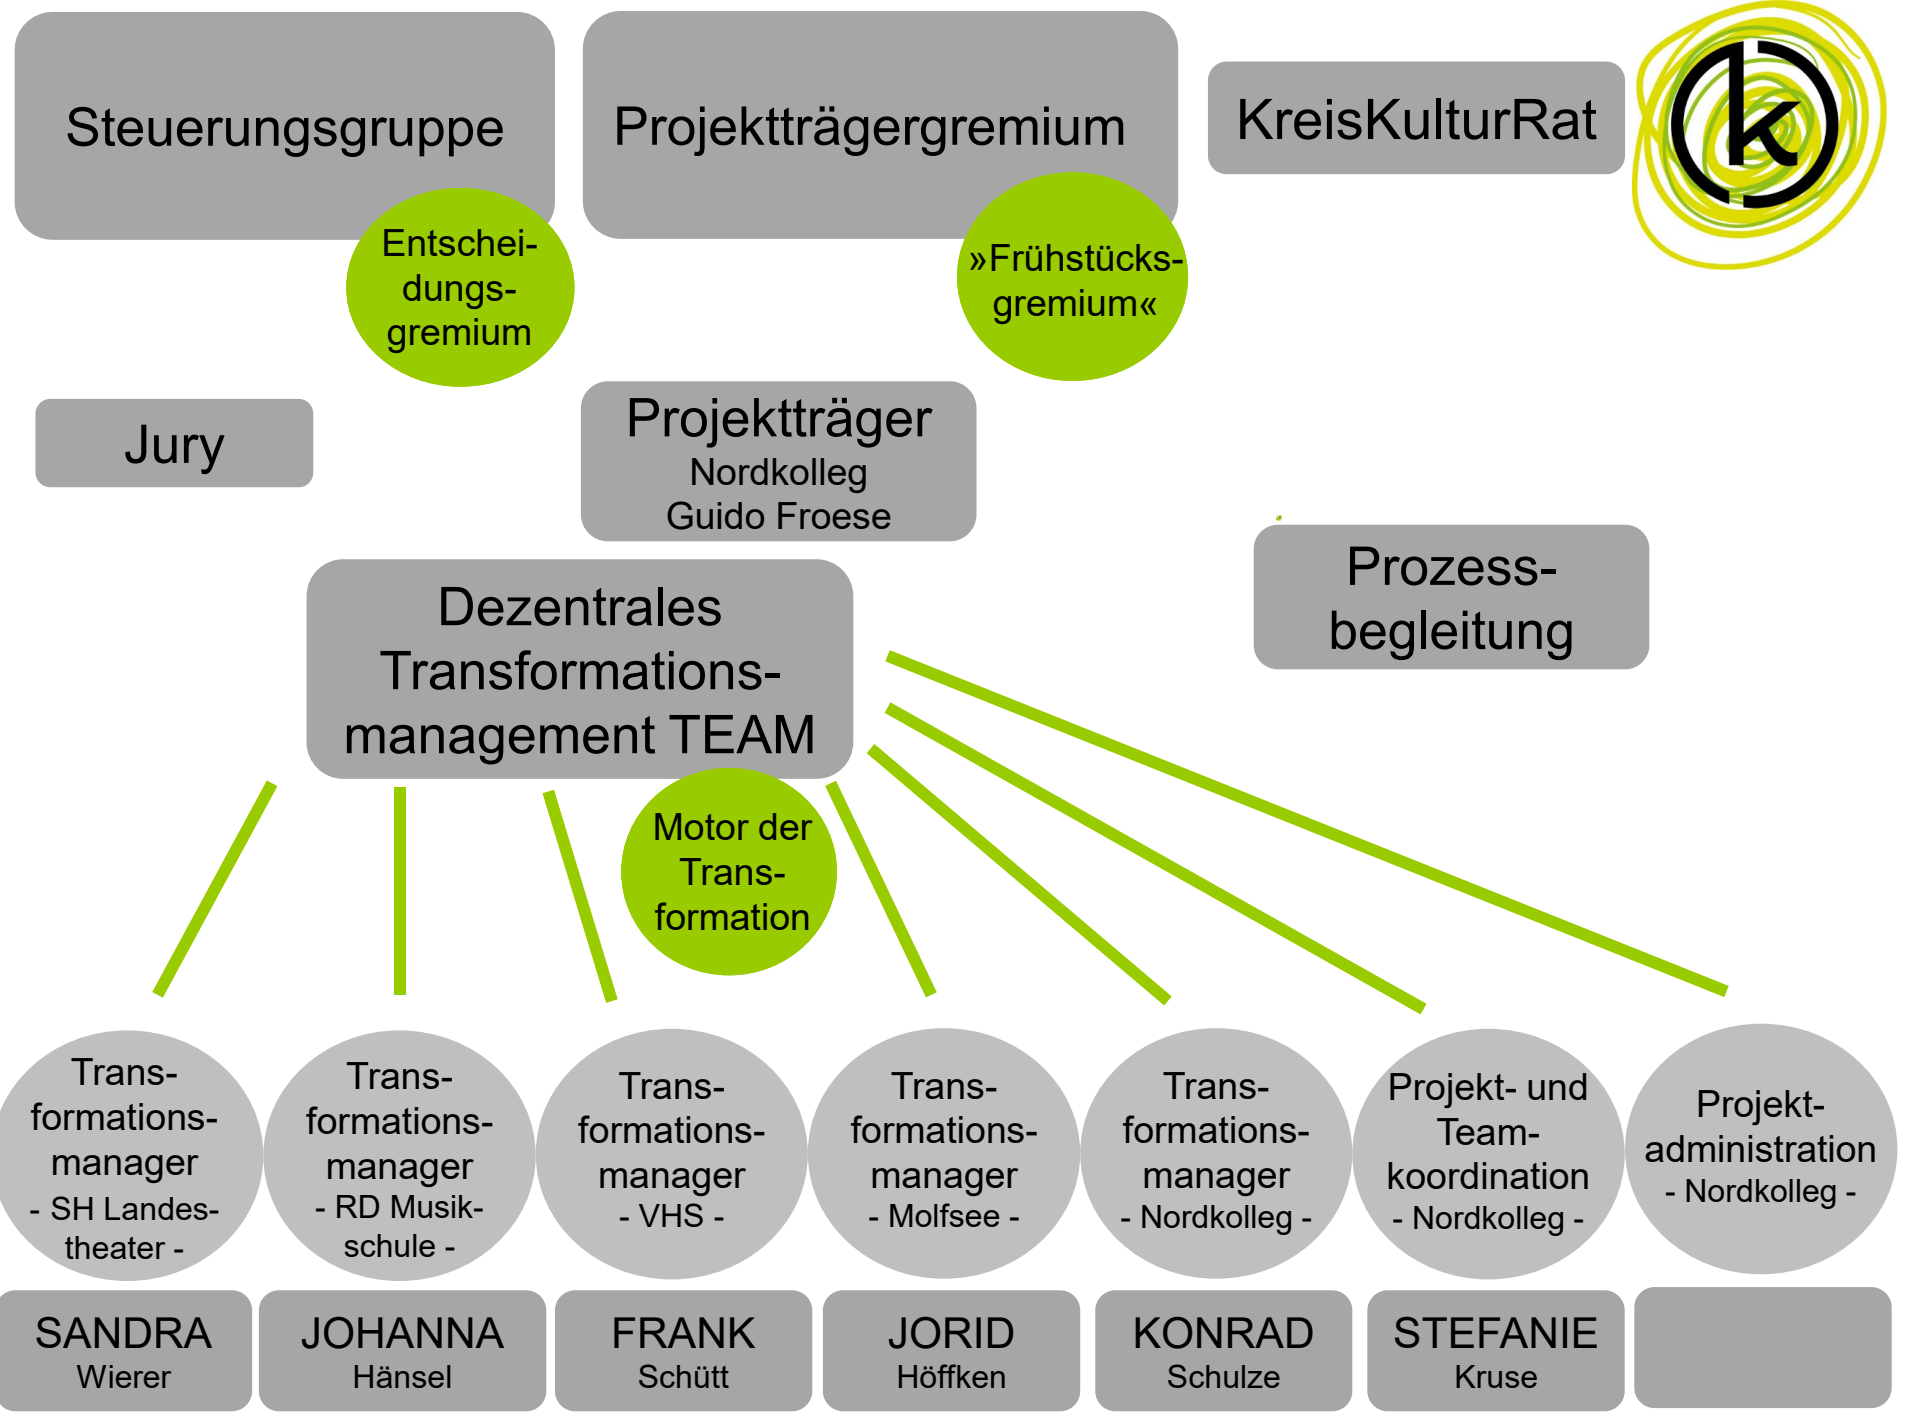 Steuerungsgruppe
Entschei-
dungs-
gremium
Projektträgergremium
»Frühstücks-
gremium«
KreisKulturRat
k
Jury
Projektträger
Nordkolleg
Guido Froese
Prozess-
begleitung
Dezentrales
Transformations-
management TEAM
Motor der
Trans-
formation
Trans-
formations-
manager
- SH Landes-
theater -
Trans-
formations-
manager
- RD Musik-
schule -
Trans-
formations-
manager
- VHS -
Trans-
formations-
manager
- Molfsee -
Trans-
formations-
manager
- Nordkolleg -
Projekt- und
Team-
koordination
- Nordkolleg -
Projekt-
administration
- Nordkolleg -
SANDRA
Wierer
JOHANNA
Hänsel
FRANK
Schütt
JORID
Höffken
KONRAD
Schulze
STEFANIE
Kruse